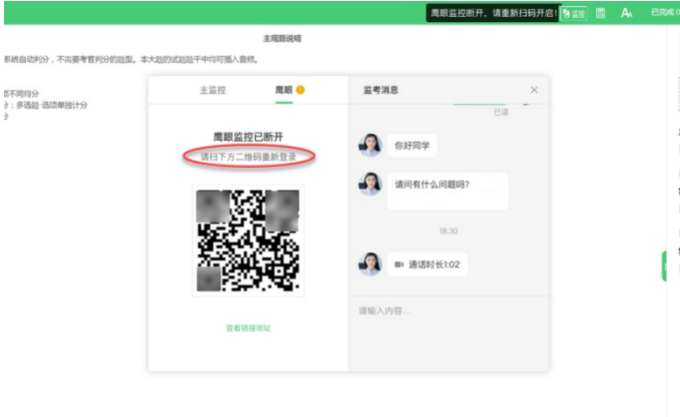 鹰眼监控断开，请重新扫码开启！
监控
AA
已完成
主观题说明
系统自动判分，不需要考官判分的题型。本大题的试题题干中均可插入音频。
不同得分
分；多选题-选项单独计分
分
主监控
鹰眼
监考消息
已读
鹰眼监控已断开
请扫下方二维码重新登录
你好同学
请问有什么问题吗?
18:30
通话时长1:02
查看链接地址
请输入内容...